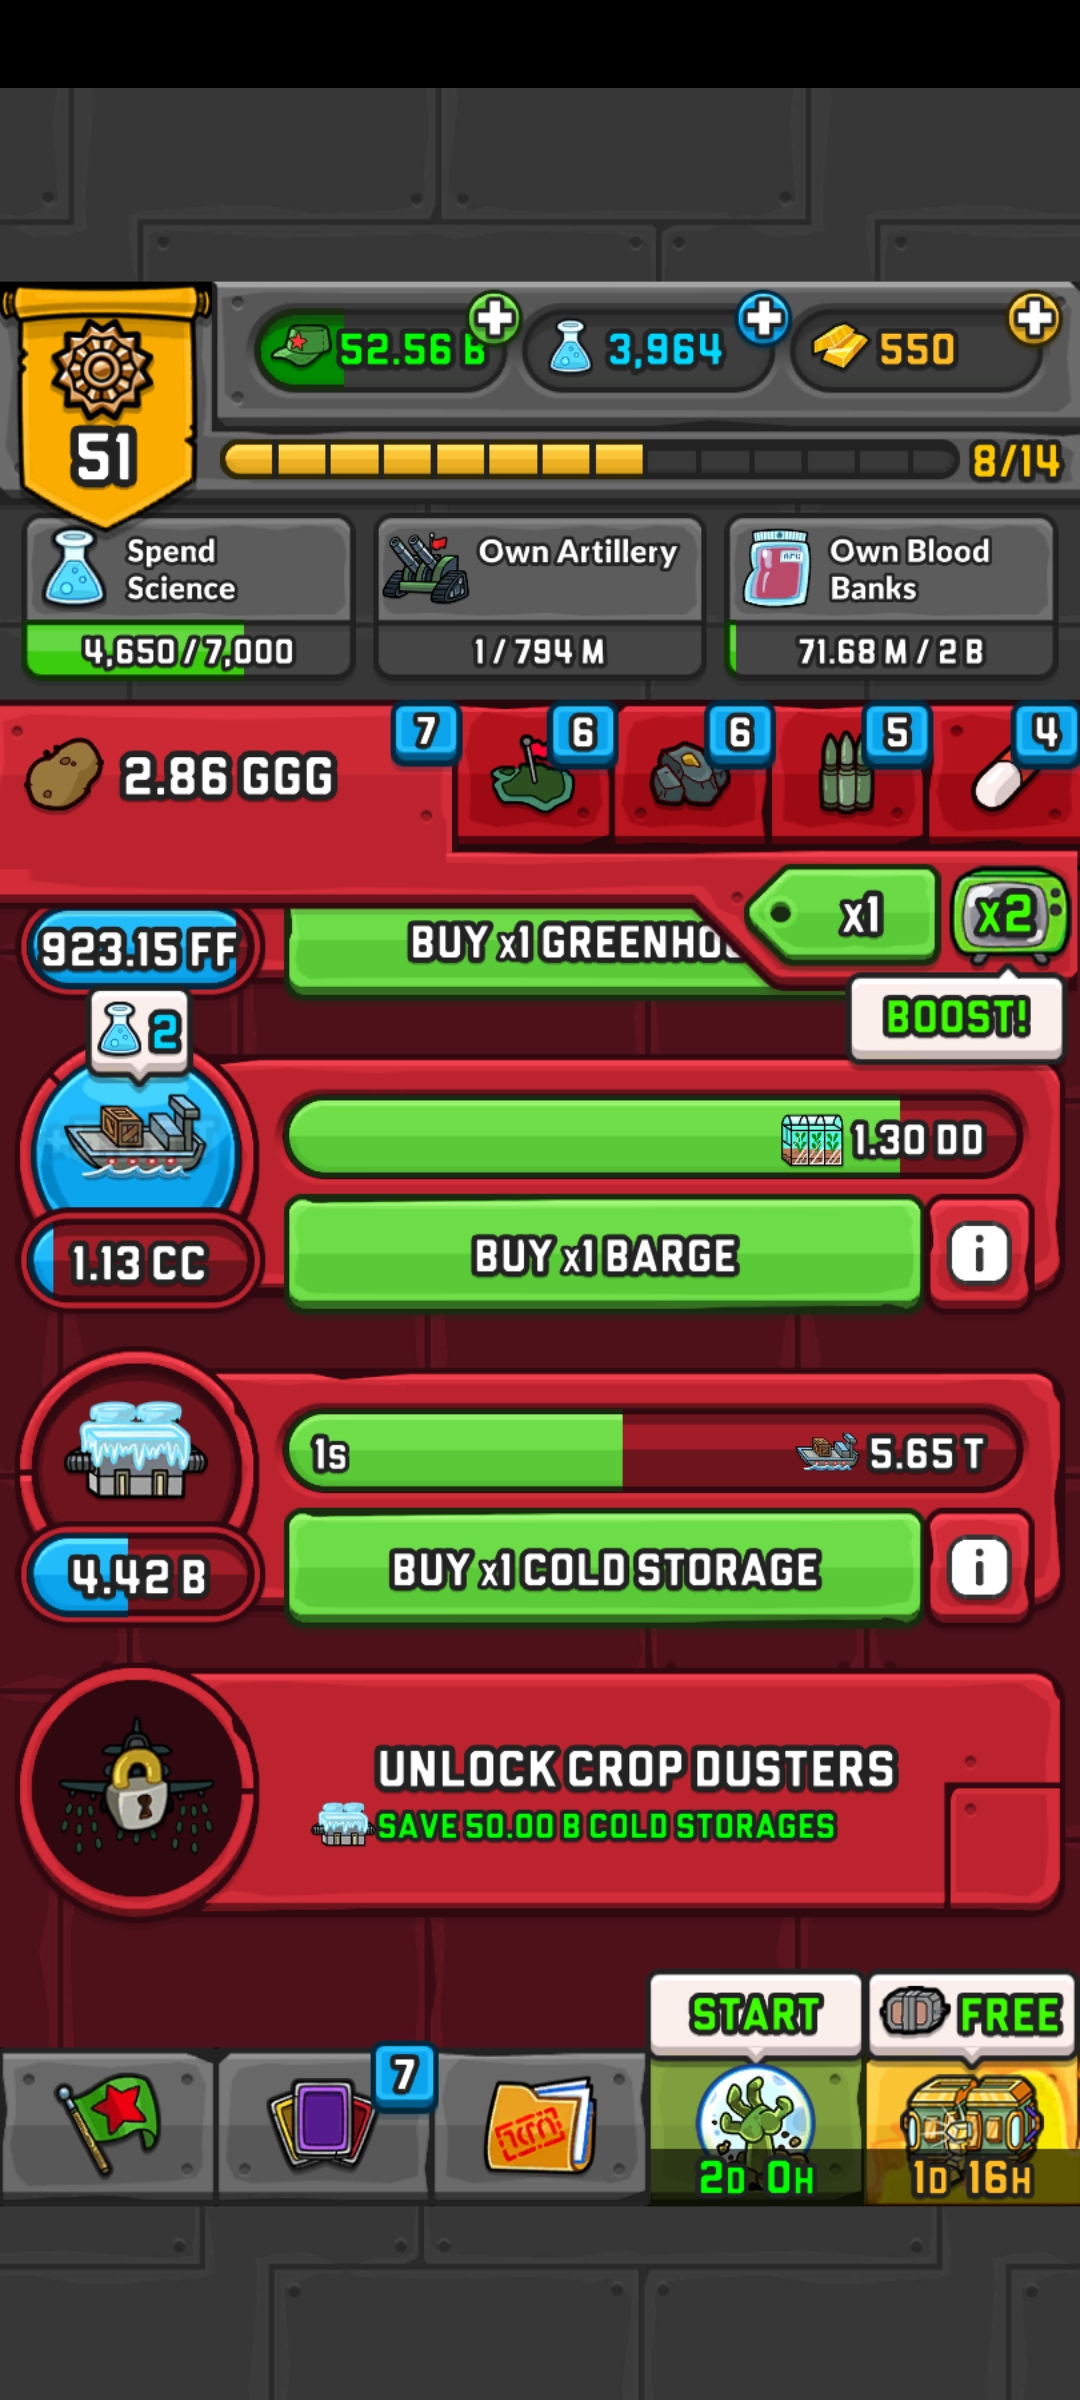 51
52.56 B
3,964
550
8/14
Spend
Science
4,650/7,000
Own Artillery
1/794 M
Own Blood
Banks
71.68 M/2 B
2.86 GGG
7
6
6
5
4
x1
x2
BOOST!
923.15 FF
BUY x1
2
1.30 DD
1.13 CC
BUY x1 BARGE
i
1s
5.65 T
4.42 B
BUY x1 COLD STORAGE
i
UNLOCK CROP DUSTERS
SAVE 50.00 B COLD STORAGES
START
FREE
7
2D 0H
1D 16H